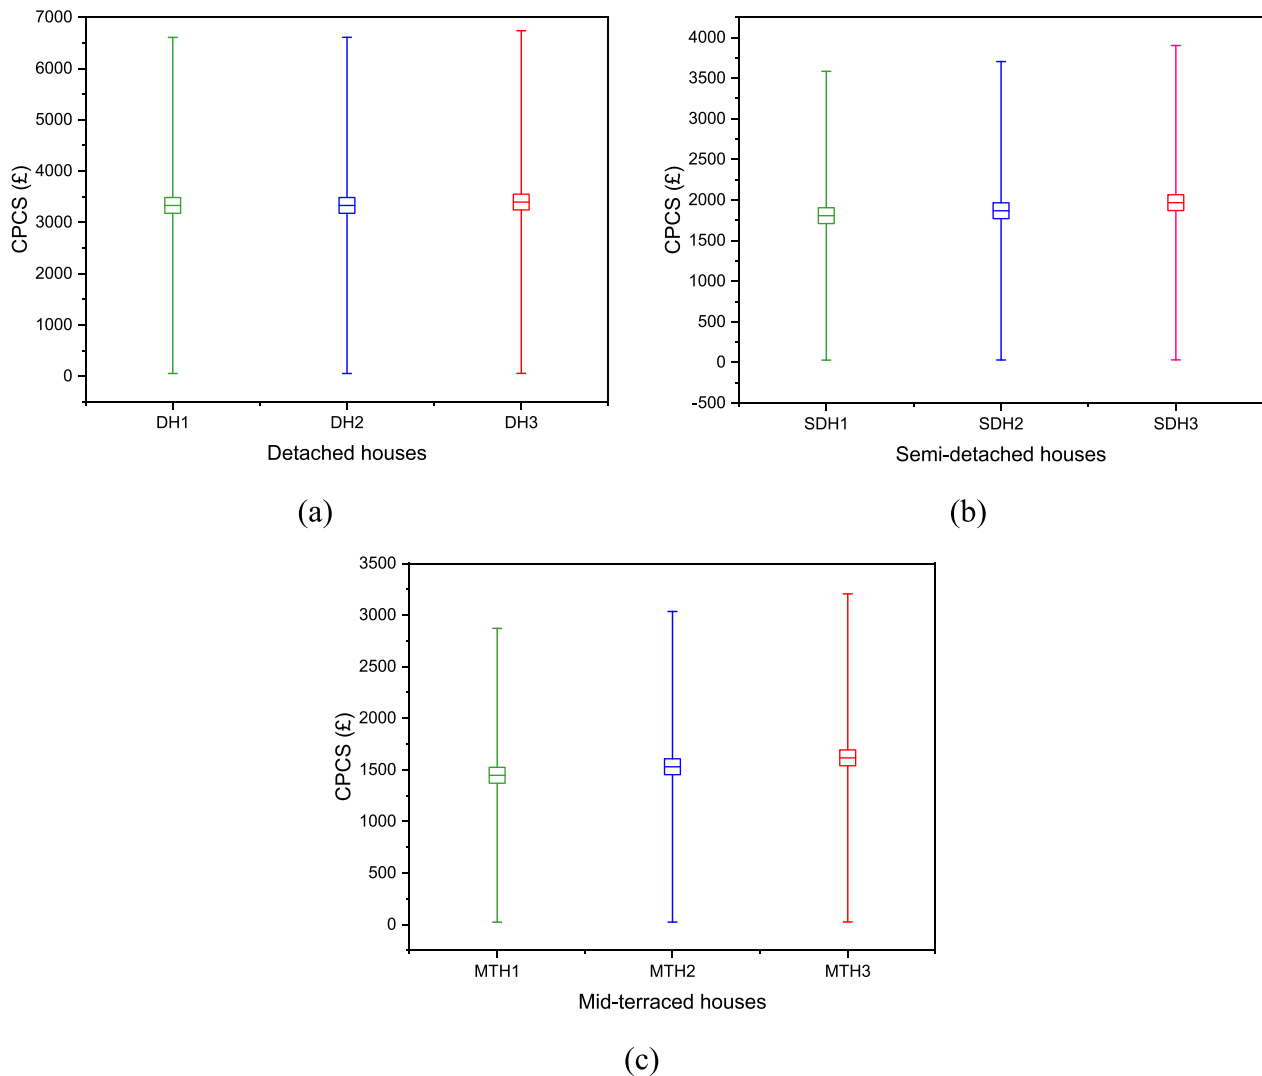 7000
6000
5000
4000
3000
2000
1000
0
CPCS (£)
DH1 DH2 DH3
Detached houses
(a)
4000
3500
3000
2500
2000
1500
1000
500
0
-500
CPCS (£)
SDH1 SDH2 SDH3
Semi-detached houses
(b)
3500
3000
2500
2000
1500
1000
500
0
CPCS (£)
MTH1 MTH2 MTH3
Mid-terraced houses
(c)